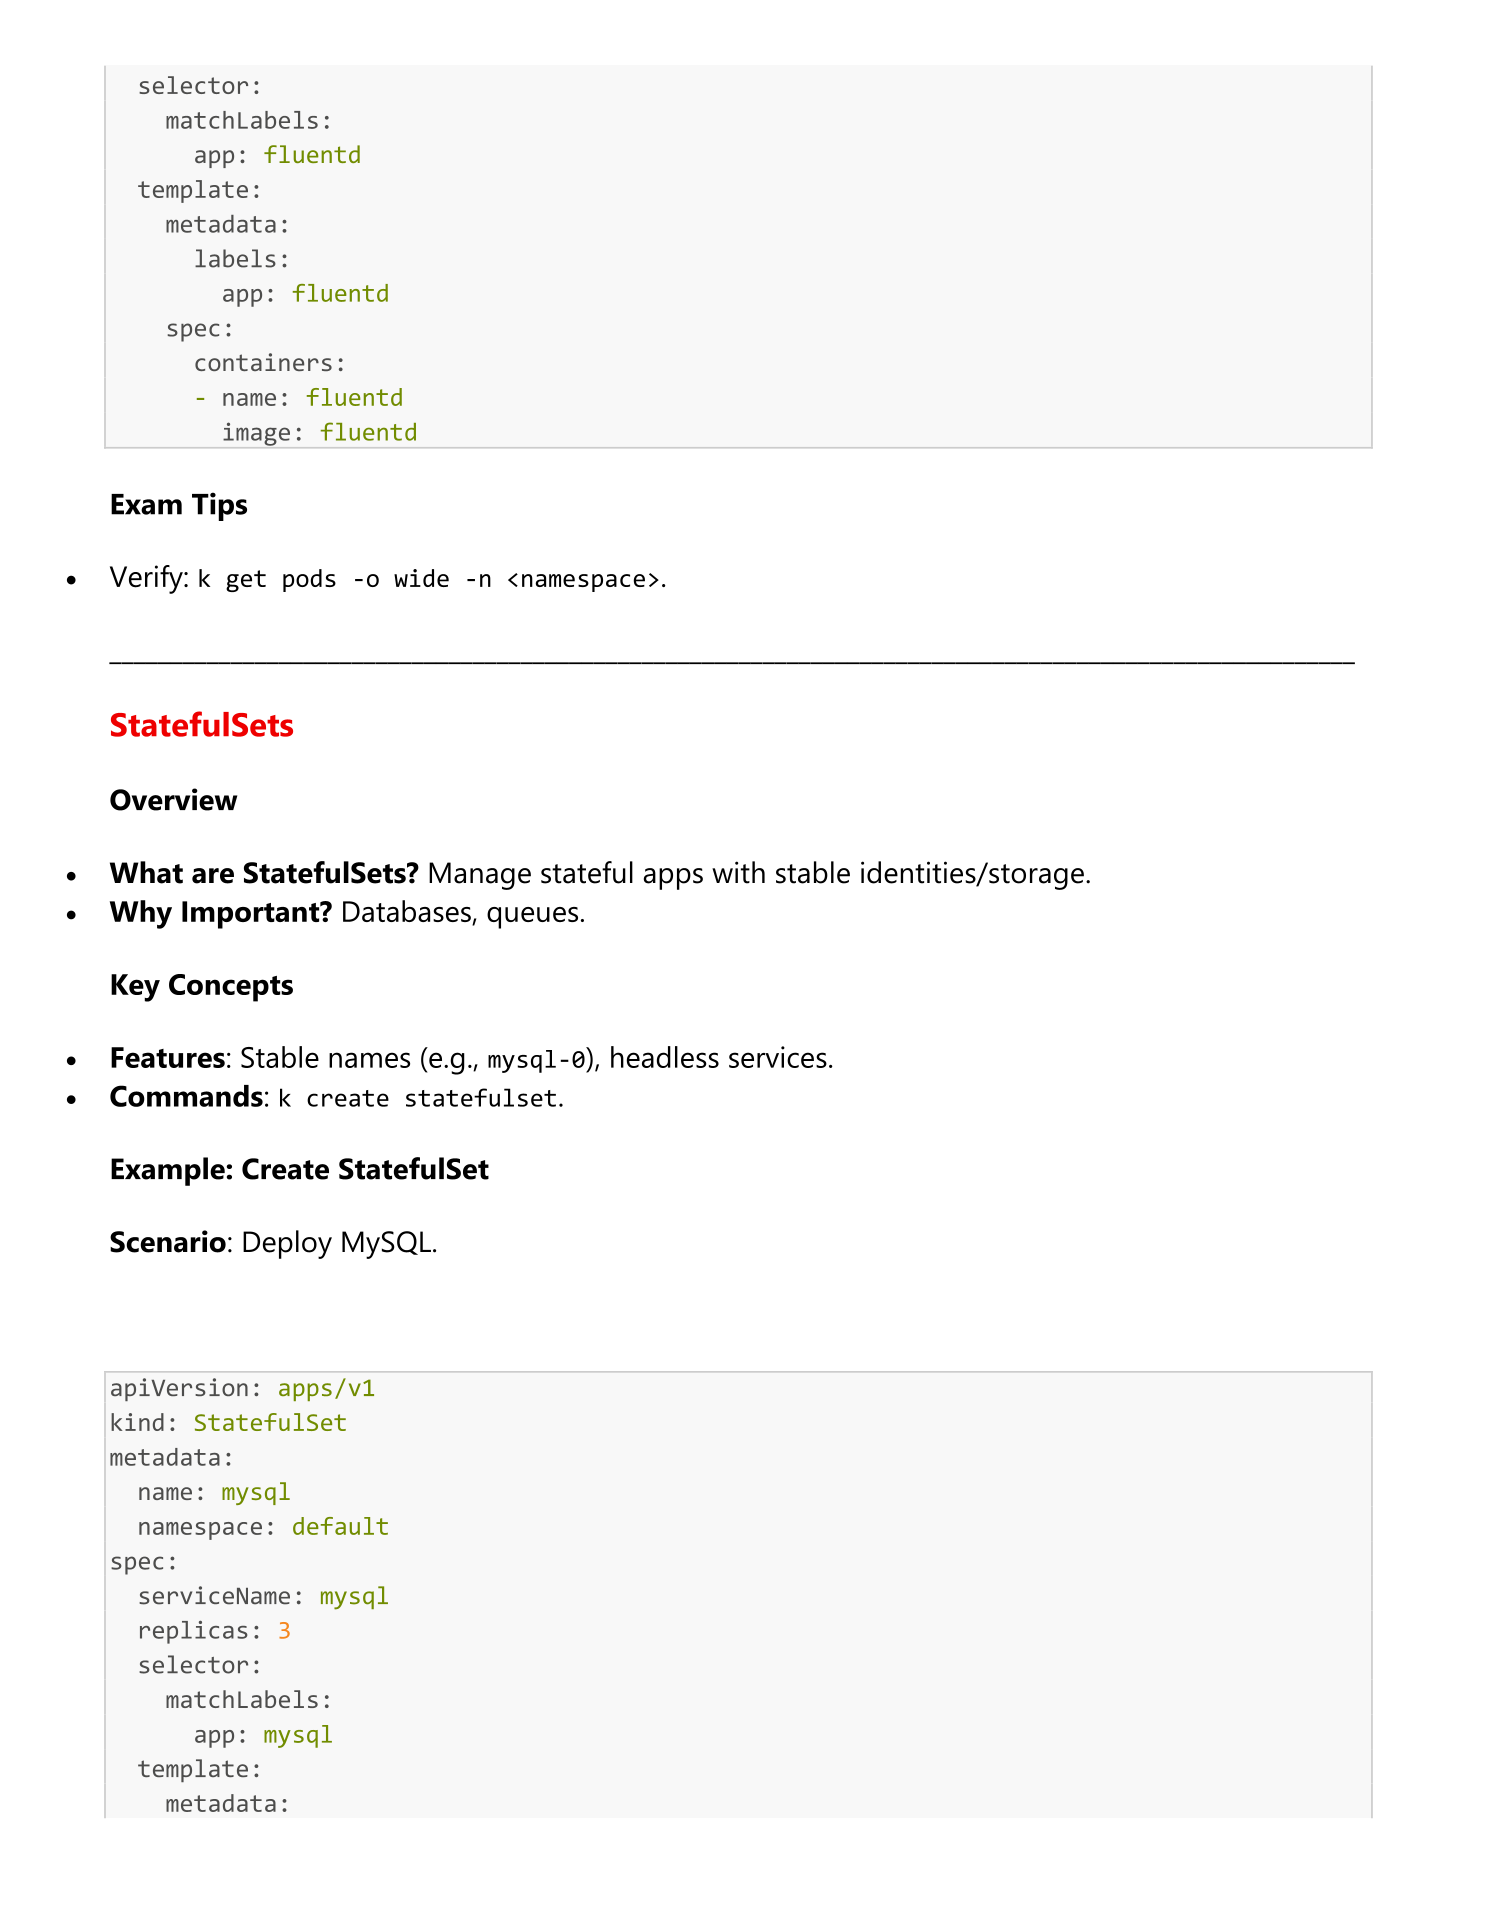 selector:
    matchLabels:
      app: fluentd
  template:
    metadata:
      labels:
        app: fluentd
    spec:
      containers:
      - name: fluentd
        image: fluentd
Exam Tips
• Verify: k get pods -o wide -n <namespace>.
StatefulSets
Overview
• What are StatefulSets? Manage stateful apps with stable identities/storage.
• Why Important? Databases, queues.
Key Concepts
• Features: Stable names (e.g., mysql-0), headless services.
• Commands: k create statefulset.
Example: Create StatefulSet
Scenario: Deploy MySQL.
apiVersion: apps/v1
kind: StatefulSet
metadata:
  name: mysql
  namespace: default
spec:
  serviceName: mysql
  replicas: 3
  selector:
    matchLabels:
      app: mysql
  template:
    metadata: